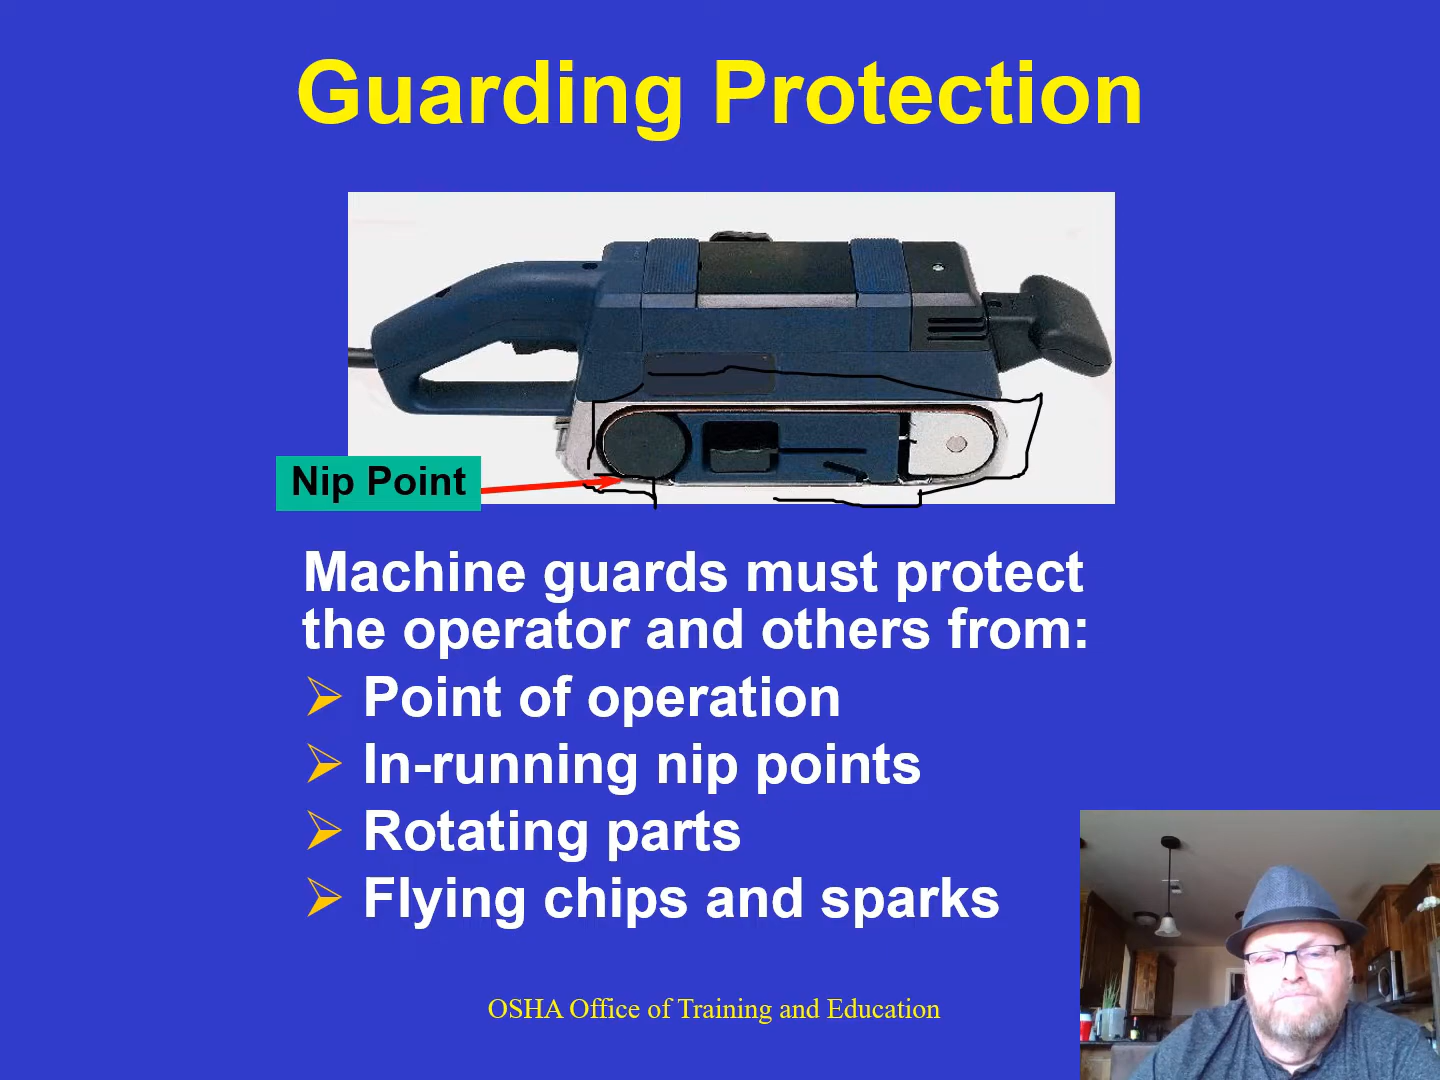 Guarding Protection
Nip Point
Machine guards must protect
the operator and others from:
Point of operation
In-running nip points
Rotating parts
Flying chips and sparks
OSHA Office of Training and Education